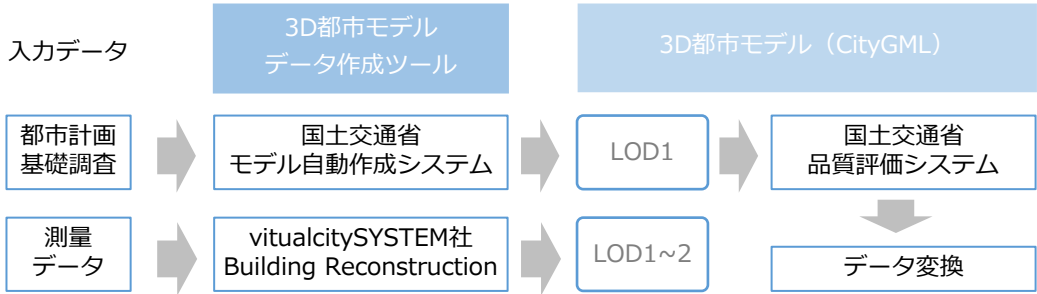 入力データ
3D都市モデル
データ作成ツール
3D都市モデル（CityGML）
都市計画
基礎調査
国土交通省
モデル自動作成システム
LOD1
国土交通省
品質評価システム
測量
データ
vitualcitySYSTEM社
Building Reconstruction
LOD1~2
データ変換